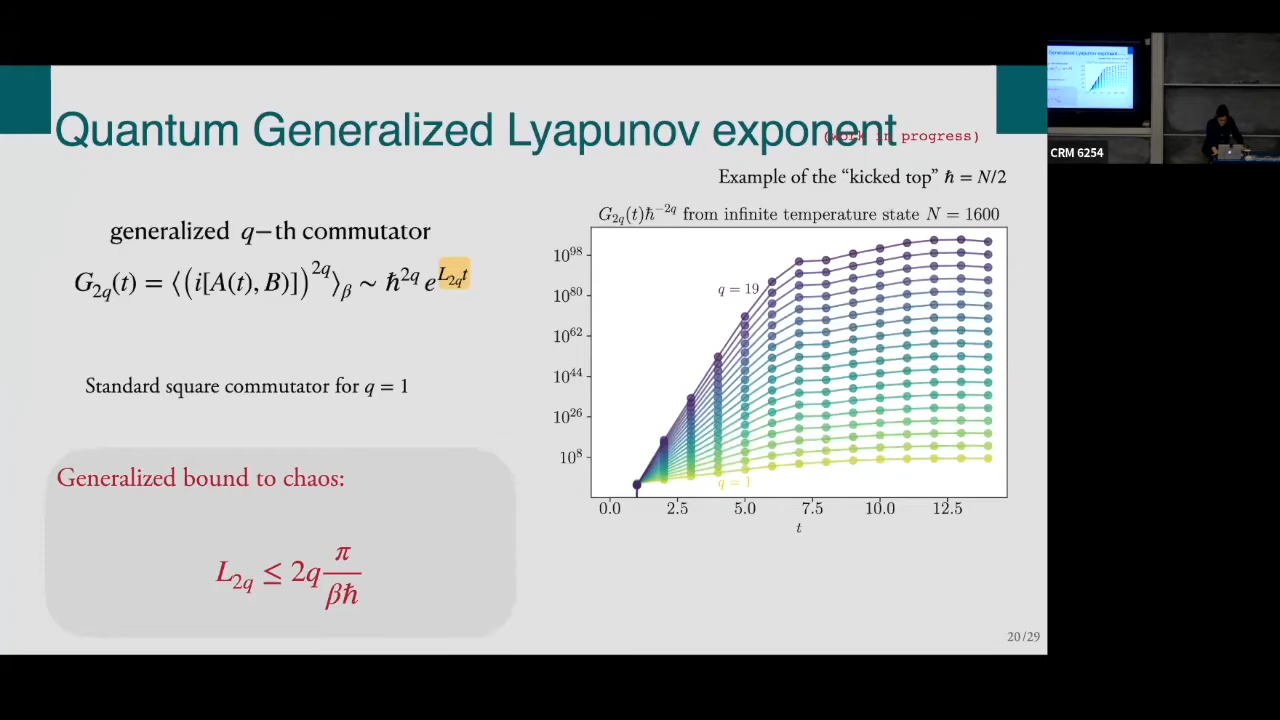 Quantum Generalized Lyapunov exponent
(work in progress)
Example of the “kicked top” ℏ = N/2
generalized q−th commutator
G_{2q}(t) = ⟨(i[A(t), B)])^{2q}⟩_β ∼ ℏ^{2q} e^{L_{2q}t}
Standard square commutator for q = 1
Generalized bound to chaos:
L_{2q} ≤ 2q π/βℏ
G_{2q}(t)ℏ^{−2q} from infinite temperature state N = 1600
10^{98}
10^{80}
10^{62}
10^{44}
10^{26}
10^{8}
q = 19
q = 1
0.0 2.5 5.0 7.5 10.0 12.5
t
20/29
Generalized Lyapunov exponent
CRM 6254